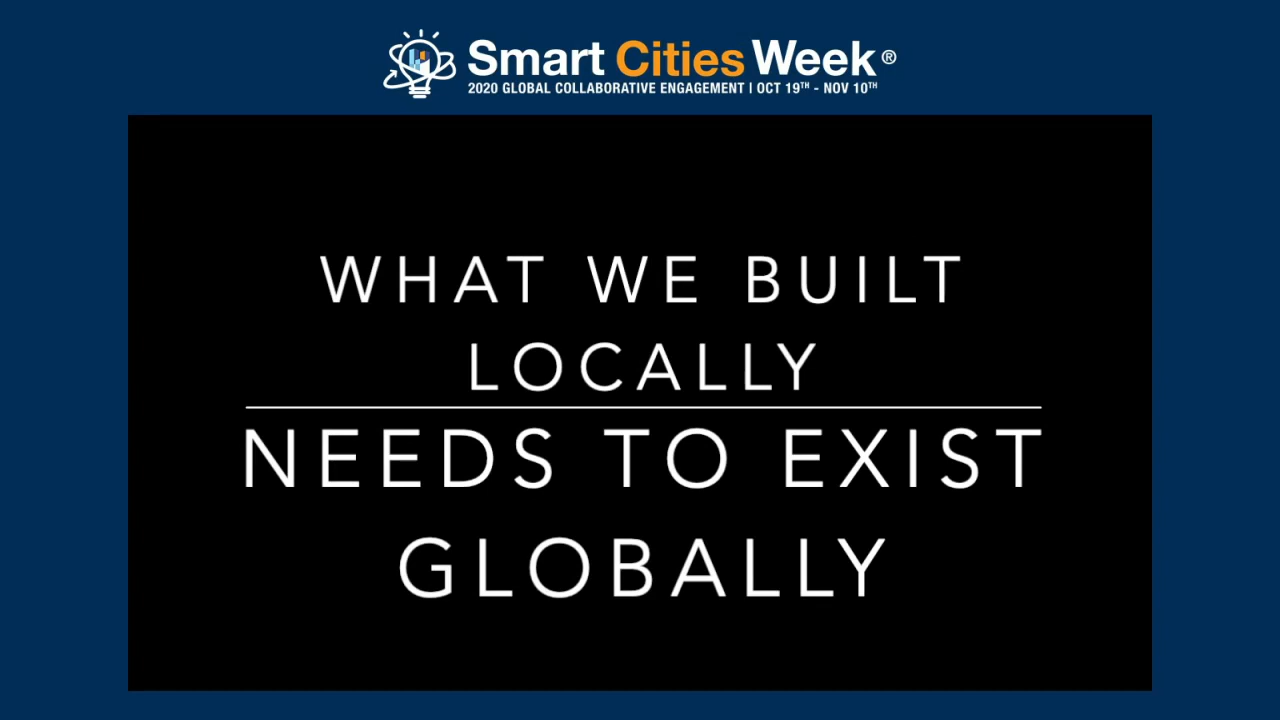 Smart Cities Week®
2020 GLOBAL COLLABORATIVE ENGAGEMENT | OCT 19TH - NOV 10TH
WHAT WE BUILT
LOCALLY
NEEDS TO EXIST
GLOBALLY